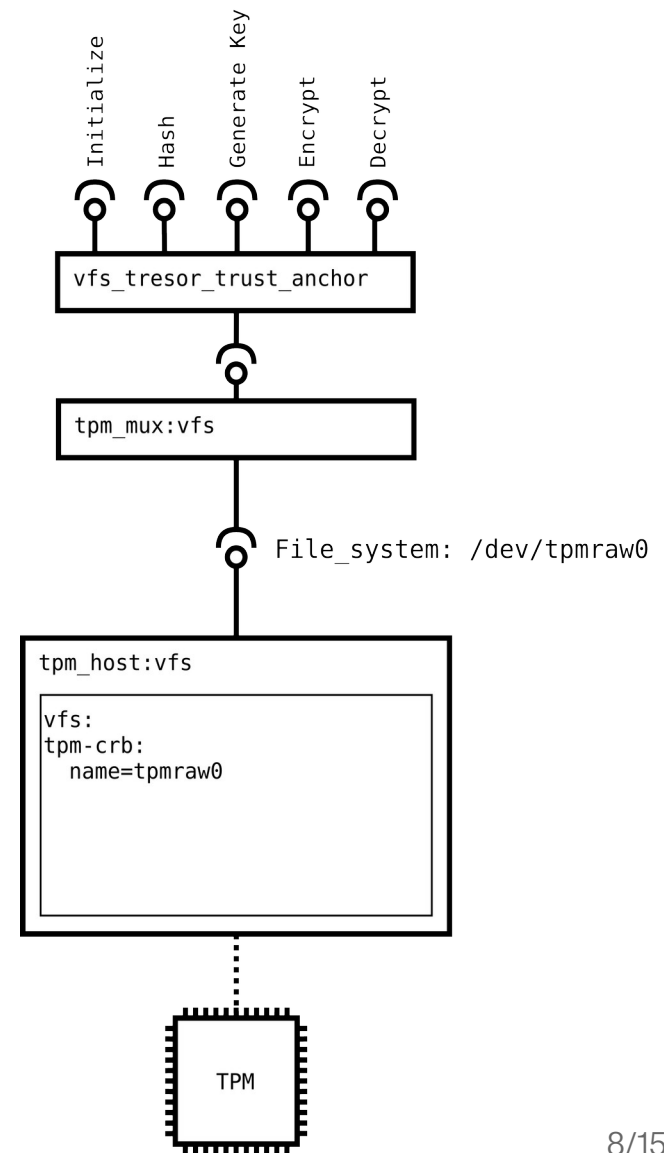 Initialize
Hash
Generate Key
Encrypt
Decrypt
vfs_tresor_trust_anchor
tpm_mux:vfs
File_system: /dev/tpmraw0
tpm_host:vfs
vfs:
tpm-crb:
name=tpmraw0
TPM
8/15